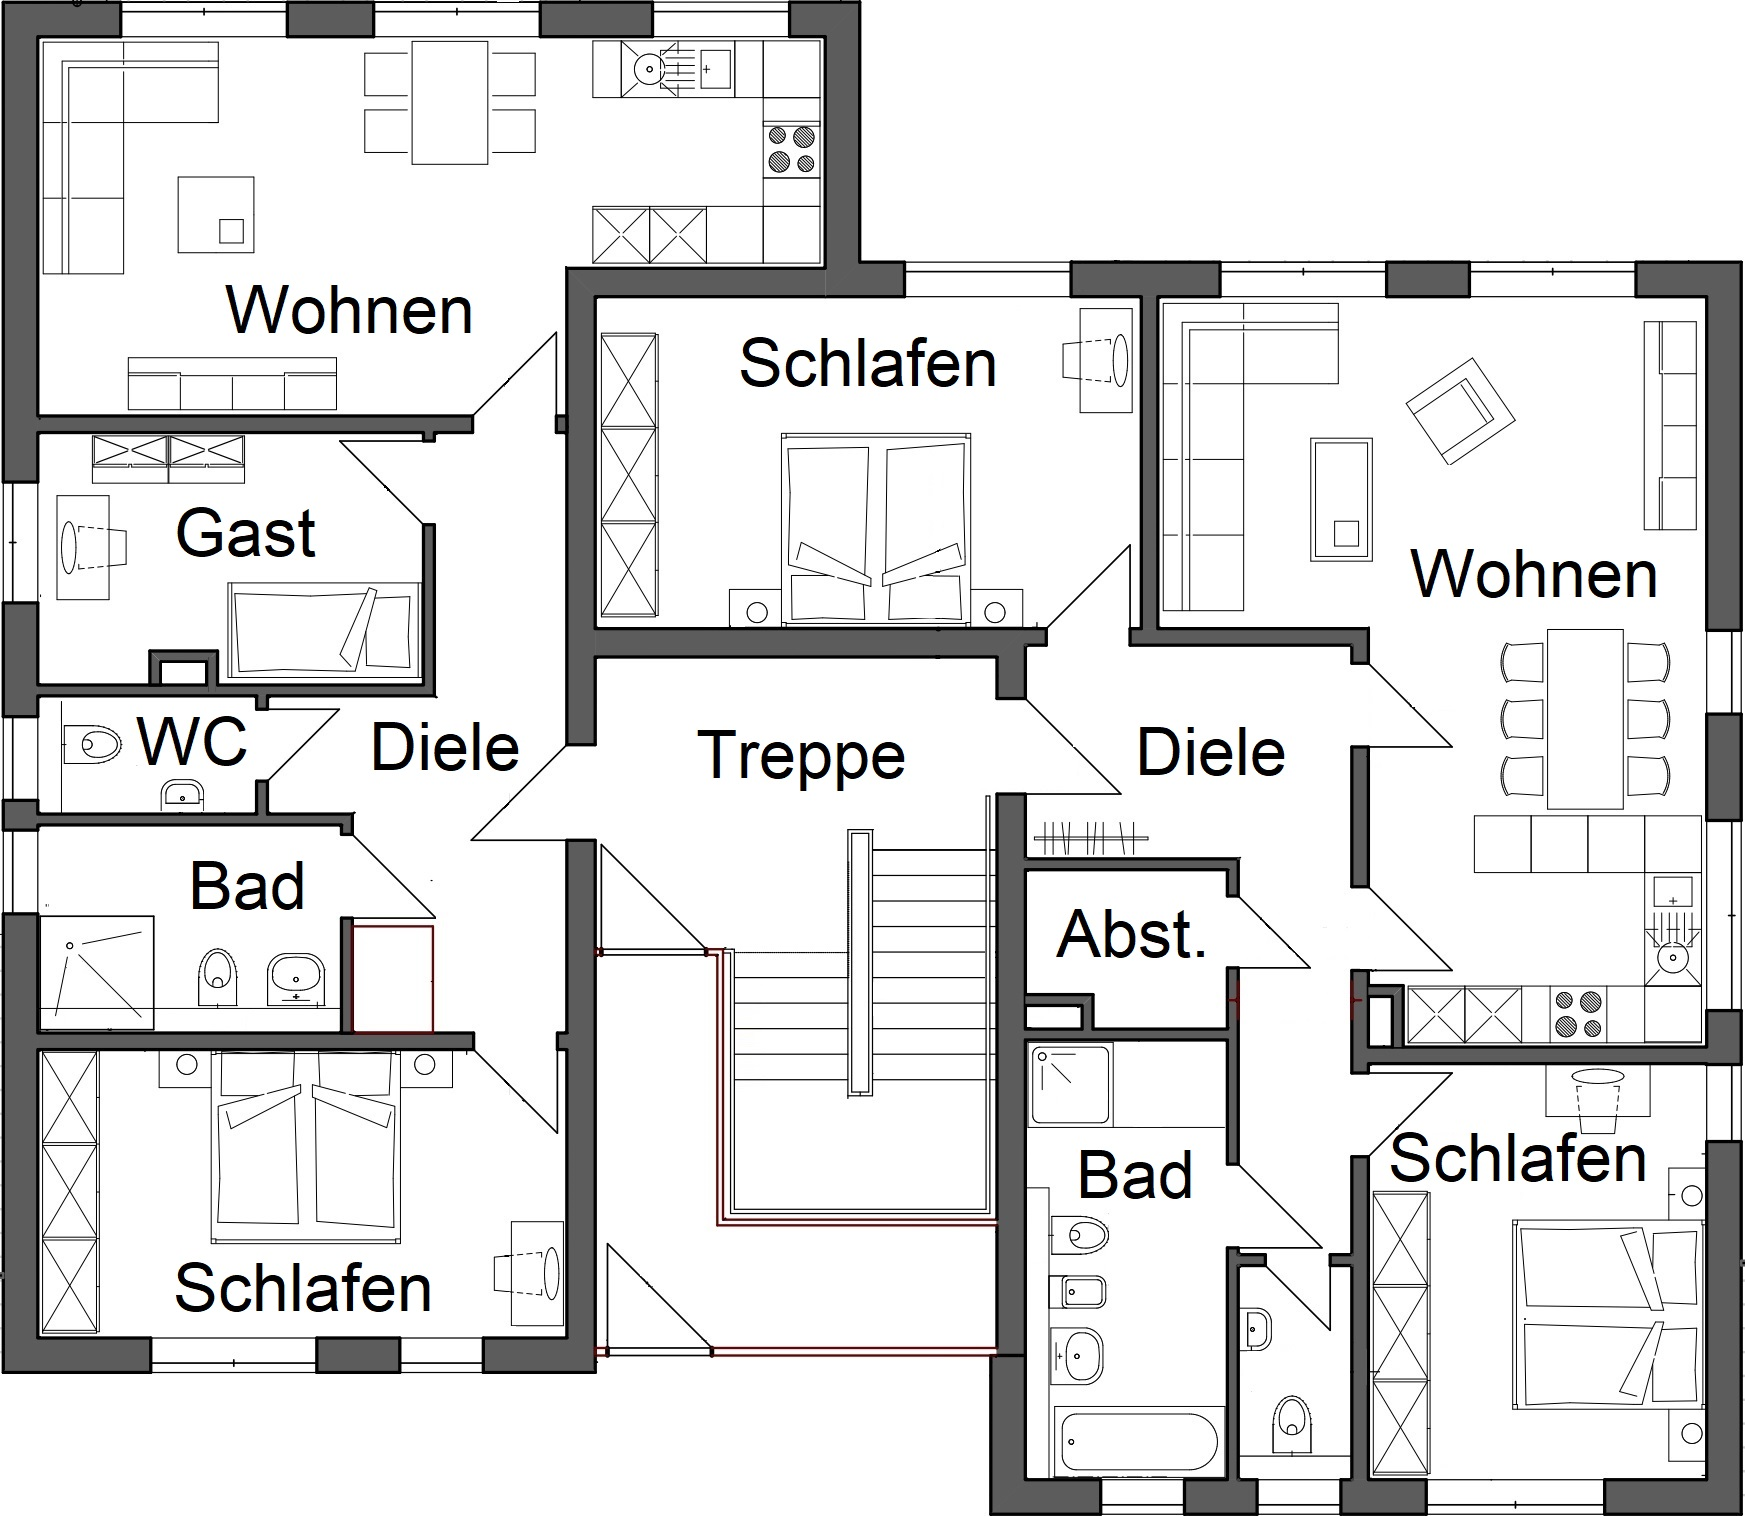 Wohnen
Schlafen
Gast
Wohnen
WC
Diele
Treppe
Diele
Bad
Abst.
Schlafen
Bad
Schlafen